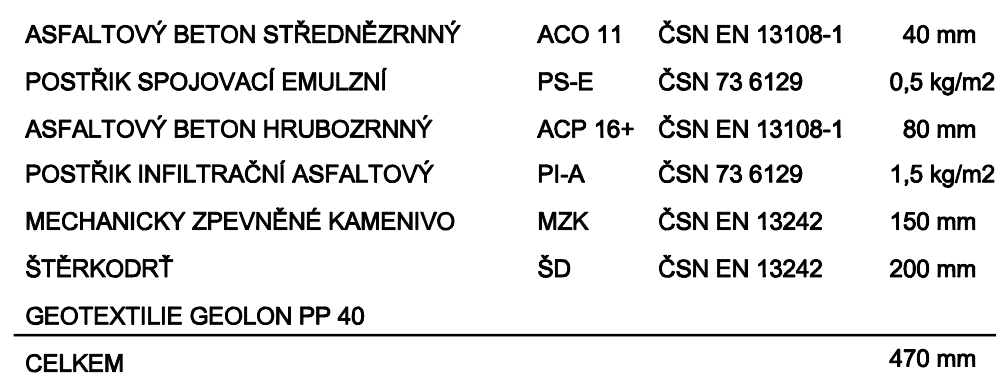 ASFALTOVÝ BETON STŘEDNĚZRNNÝ ACO 11 ČSN EN 13108-1 40 mm
POSTŘIK SPOJOVACÍ EMULZNÍ PS-E ČSN 73 6129 0,5 kg/m2
ASFALTOVÝ BETON HRUBOZRNNÝ ACP 16+ ČSN EN 13108-1 80 mm
POSTŘIK INFILTRAČNÍ ASFALTOVÝ PI-A ČSN 73 6129 1,5 kg/m2
MECHANICKY ZPEVNĚNÉ KAMENIVO MZK ČSN EN 13242 150 mm
ŠTĚRKODRŤ ŠD ČSN EN 13242 200 mm
GEOTEXTILIE GEOLON PP 40
CELKEM 470 mm